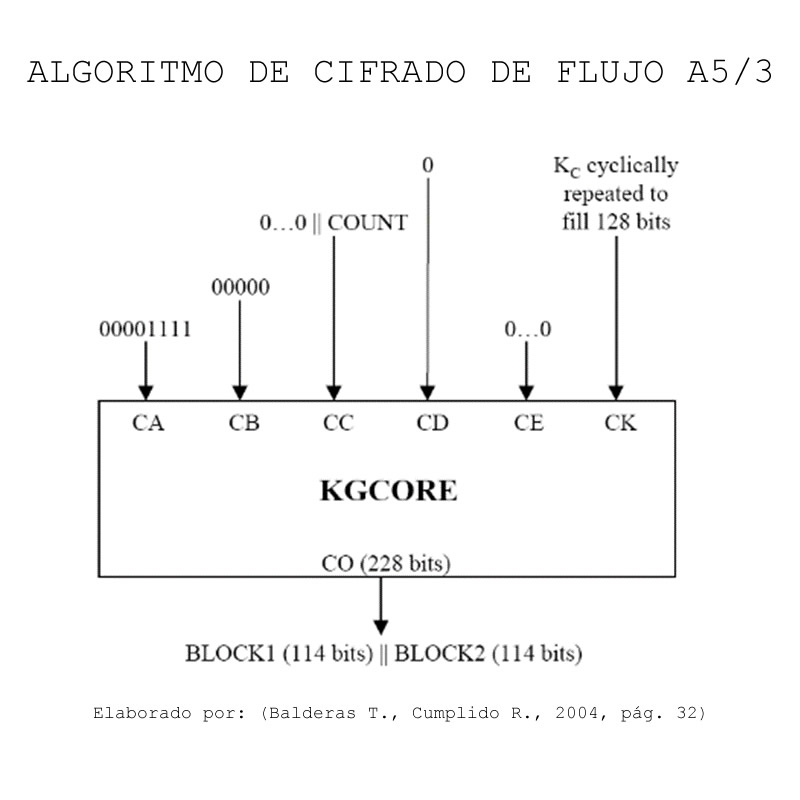 ALGORITMO DE CIFRADO DE FLUJO A5/3
0
K_C cyclically
repeated to
fill 128 bits
0...0 || COUNT
00000
00001111
0...0
CA CB CC CD CE CK
KGCORE
CO (228 bits)
BLOCK1 (114 bits) || BLOCK2 (114 bits)
Elaborado por: (Balderas T., Cumplido R., 2004, pág. 32)